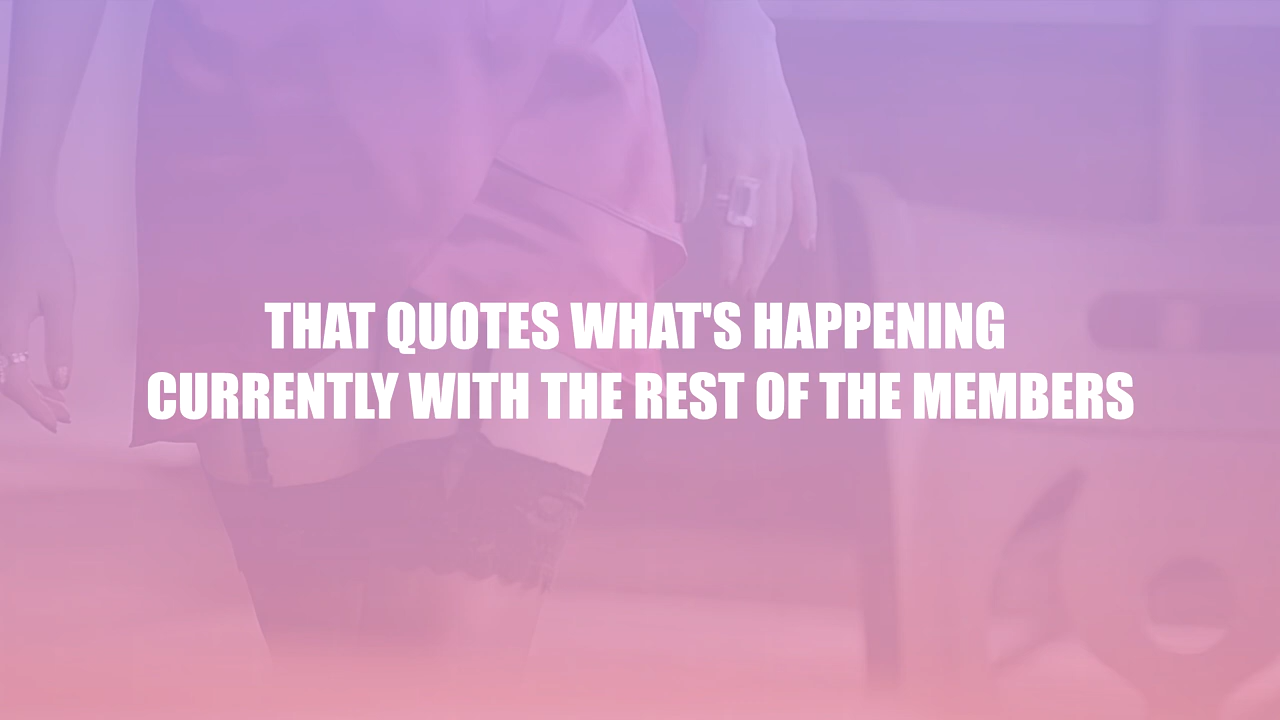 THAT QUOTES WHAT'S HAPPENING
CURRENTLY WITH THE REST OF THE MEMBERS